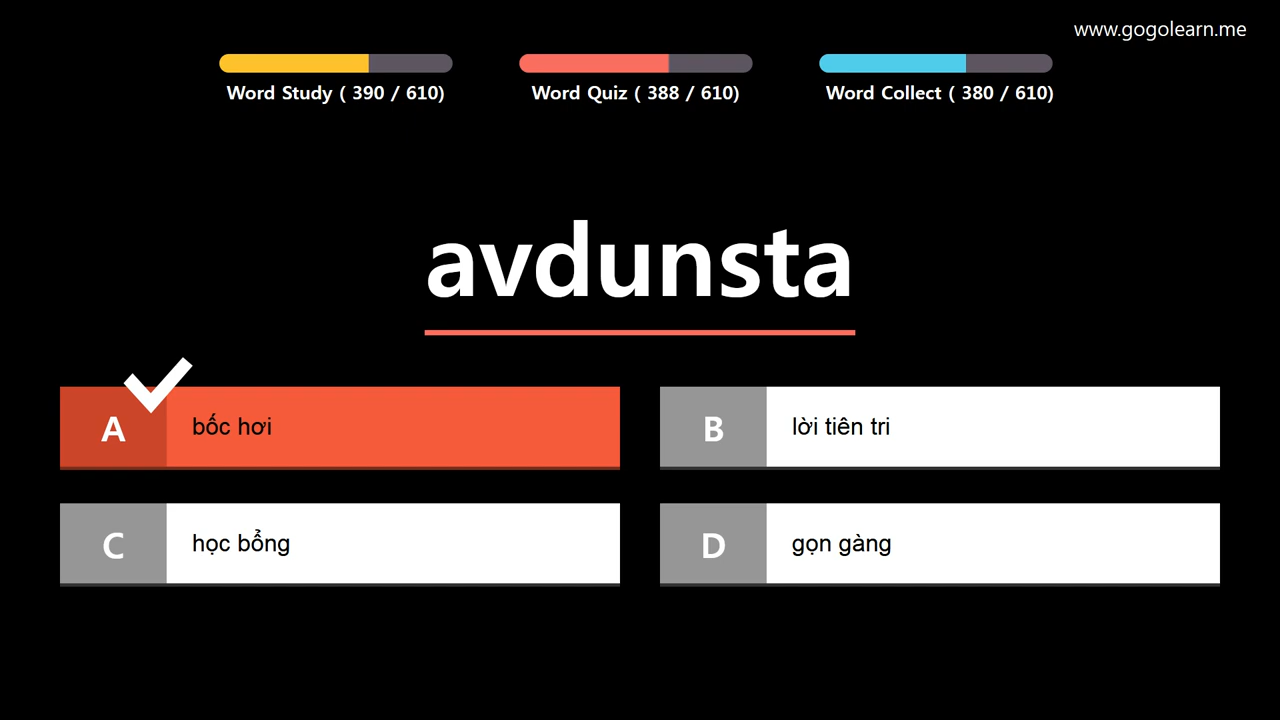 www.gogolearn.me
Word Study ( 390 / 610)
Word Quiz ( 388 / 610)
Word Collect ( 380 / 610)
avdunsta
A
bốc hơi
B
lời tiên tri
C
học bổng
D
gọn gàng